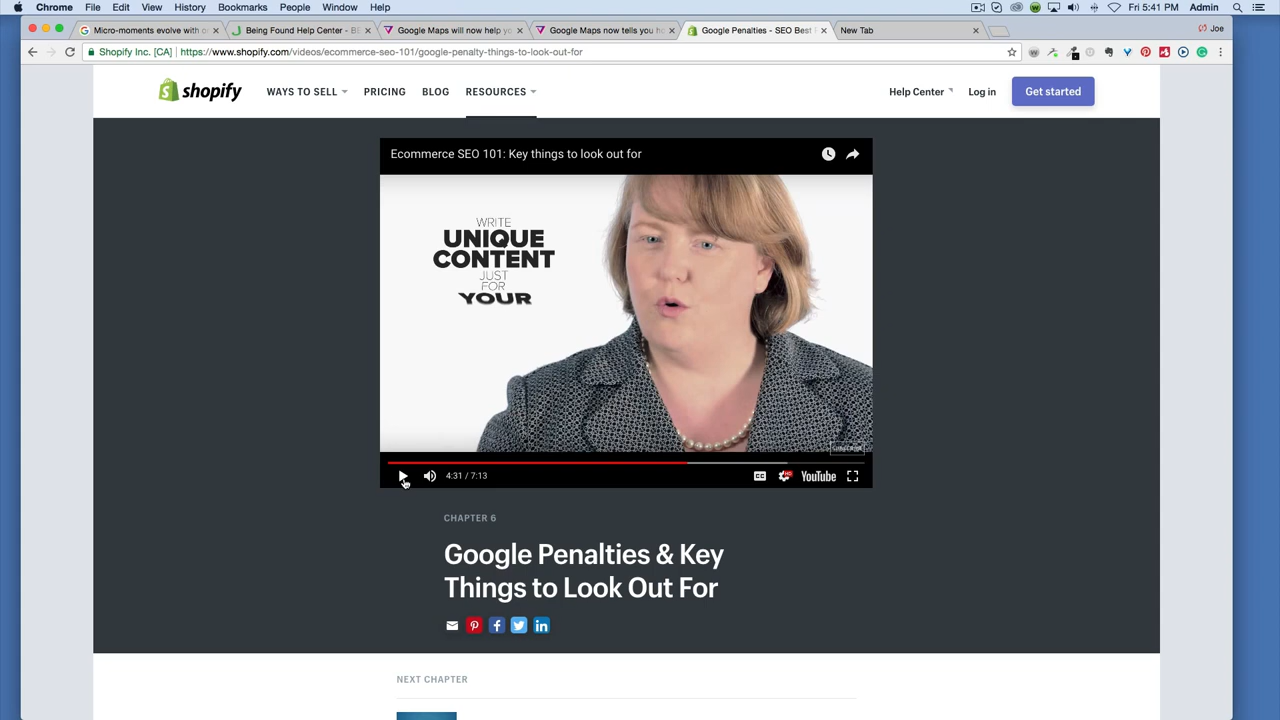 Chrome File Edit View History Bookmarks People Window Help
Fri 5:41 PM Admin
Micro-moments evolve with
Being Found Help Center - B
Google Maps will now help y
Google Maps now tells you h
Google Penalties - SEO Best
New Tab
Joe
Shopify Inc. [CA] https://www.shopify.com/videos/ecommerce-seo-101/google-penalty-things-to-look-out-for
shopify WAYS TO SELL PRICING BLOG RESOURCES Help Center Log in Get started
Ecommerce SEO 101: Key things to look out for
WRITE
UNIQUE
CONTENT
JUST
FOR
YOUR
4:31 / 7:13 CC HD YouTube
CHAPTER 6
Google Penalties & Key
Things to Look Out For
NEXT CHAPTER